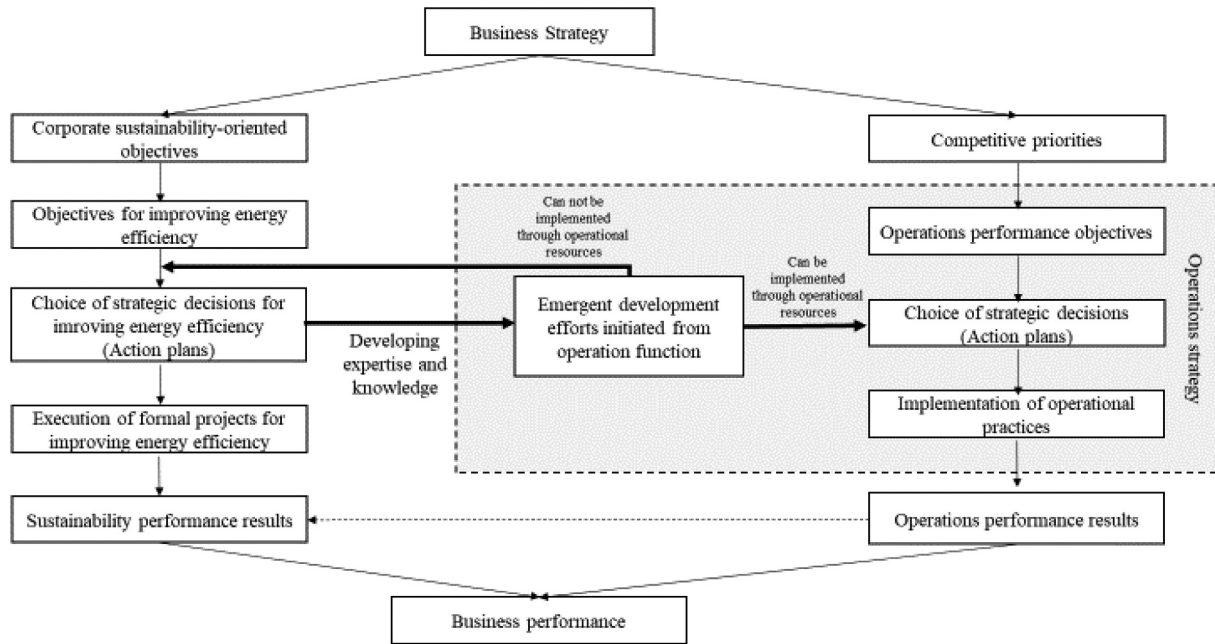 Business Strategy
Corporate sustainability-oriented
objectives
Competitive priorities
Objectives for improving energy
efficiency
Can not be
implemented
through operational
resources
Operations performance objectives
Can be
implemented
through operational
resources
Operations strategy
Choice of strategic decisions for
improving energy efficiency
(Action plans)
Emergent development
efforts initiated from
operation function
Choice of strategic decisions
(Action plans)
Developing
expertise and
knowledge
Execution of formal projects for
improving energy efficiency
Implementation of operational
practices
Sustainability performance results
Operations performance results
Business performance